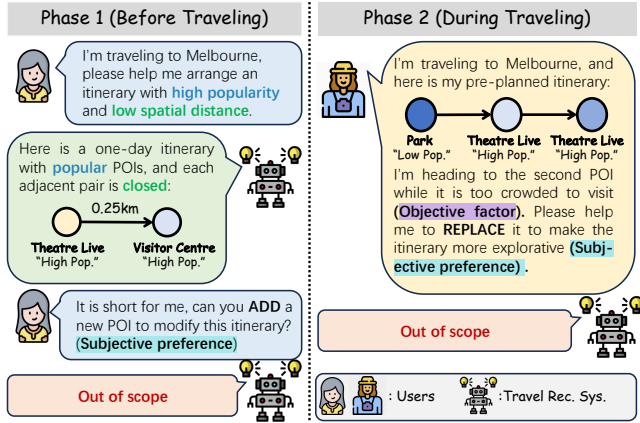 Phase 1 (Before Traveling)
I'm traveling to Melbourne,
please help me arrange an
itinerary with high popularity
and low spatial distance.
Here is a one-day itinerary
with popular POIs, and each
adjacent pair is closed:
0.25km
Theatre Live
"High Pop."
Visitor Centre
"High Pop."
It is short for me, can you ADD a
new POI to modify this itinerary?
(Subjective preference)
Out of scope
Phase 2 (During Traveling)
I'm traveling to Melbourne, and
here is my pre-planned itinerary:
Park
"Low Pop."
Theatre Live
"High Pop."
Theatre Live
"High Pop."
I'm heading to the second POI
while it is too crowded to visit
(Objective factor). Please help
me to REPLACE it to make the
itinerary more explorative (Subj-
ective preference) .
Out of scope
: Users
:Travel Rec. Sys.